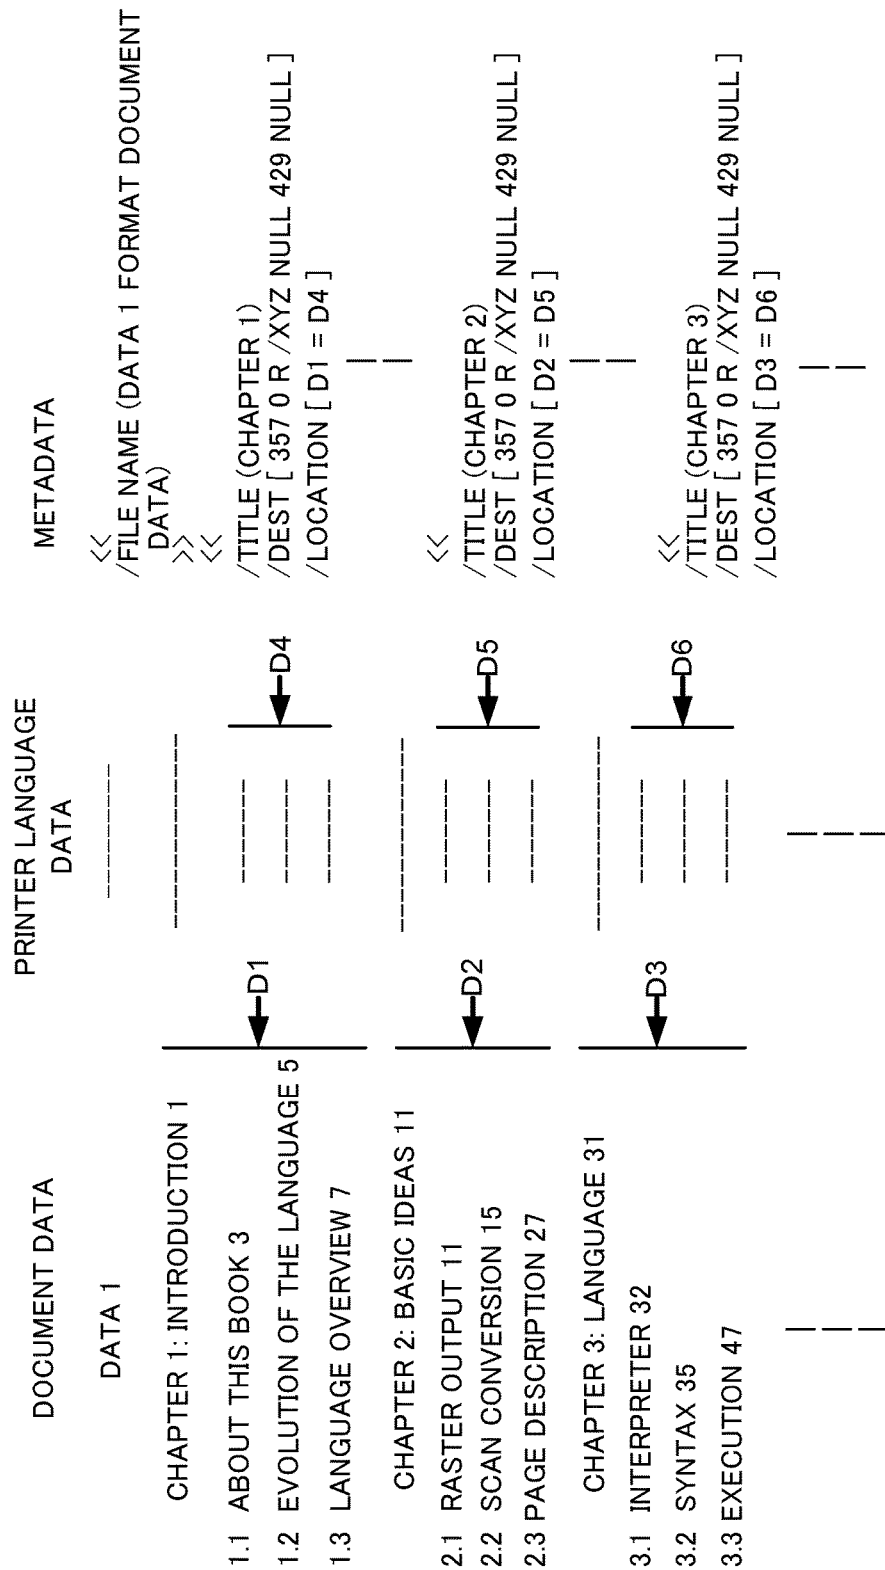 DOCUMENT DATA
DATA 1
CHAPTER 1: INTRODUCTION 1
1.1 ABOUT THIS BOOK 3
1.2 EVOLUTION OF THE LANGUAGE 5
1.3 LANGUAGE OVERVIEW 7
D1
CHAPTER 2: BASIC IDEAS 11
2.1 RASTER OUTPUT 11
2.2 SCAN CONVERSION 15
2.3 PAGE DESCRIPTION 27
D2
CHAPTER 3: LANGUAGE 31
3.1 INTERPRETER 32
3.2 SYNTAX 35
3.3 EXECUTION 47
D3
PRINTER LANGUAGE
DATA
D4
D5
D6
METADATA
<<
/FILE NAME (DATA 1 FORMAT DOCUMENT
DATA)
>>
<<
/TITLE (CHAPTER 1)
/DEST [ 357 0 R /XYZ NULL 429 NULL ]
/LOCATION [ D1 = D4 ]
<<
/TITLE (CHAPTER 2)
/DEST [ 357 0 R /XYZ NULL 429 NULL ]
/LOCATION [ D2 = D5 ]
<<
/TITLE (CHAPTER 3)
/DEST [ 357 0 R /XYZ NULL 429 NULL ]
/LOCATION [ D3 = D6 ]